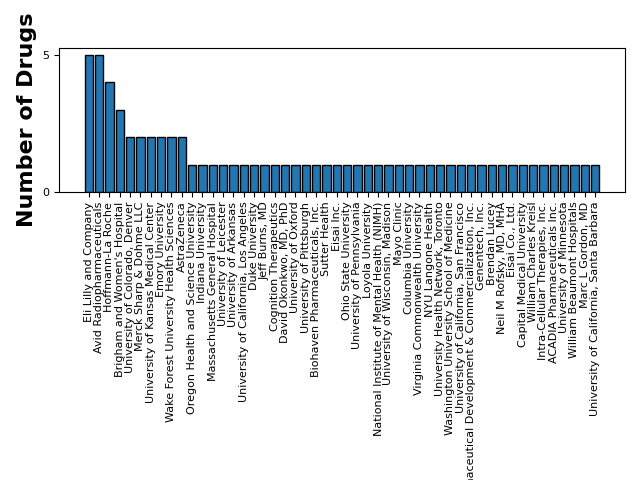 Number of Drugs
5
0
Eli Lilly and Company
Avid Radiopharmaceuticals
Hoffmann-La Roche
Brigham and Women's Hospital
University of Colorado, Denver
Merck Sharp & Dohme LLC
University of Kansas Medical Center
Emory University
Wake Forest University Health Sciences
AstraZeneca
Oregon Health and Science University
Indiana University
Massachusetts General Hospital
University of Leicester
University of Arkansas
University of California, Los Angeles
Duke University
Jeff Burns, MD
Cognition Therapeutics
David Okonkwo, MD, PhD
University of Oxford
University of Pittsburgh
Biohaven Pharmaceuticals, Inc.
Sutter Health
Eisai Inc.
Ohio State University
University of Pennsylvania
Loyola University
National Institute of Mental Health (NIMH)
University of Wisconsin, Madison
Mayo Clinic
Columbia University
Virginia Commonwealth University
NYU Langone Health
University Health Network, Toronto
Washington University School of Medicine
University of California, San Francisco
maceutical Development & Commercialization, Inc.
Genentech, Inc.
Brendan Lucey
Neil M Rofsky, MD, MHA
Eisai Co., Ltd.
Capital Medical University
William Charles Kreisl
Intra-Cellular Therapies, Inc.
ACADIA Pharmaceuticals Inc.
University of Minnesota
William Beaumont Hospitals
Marc L Gordon, MD
University of California, Santa Barbara